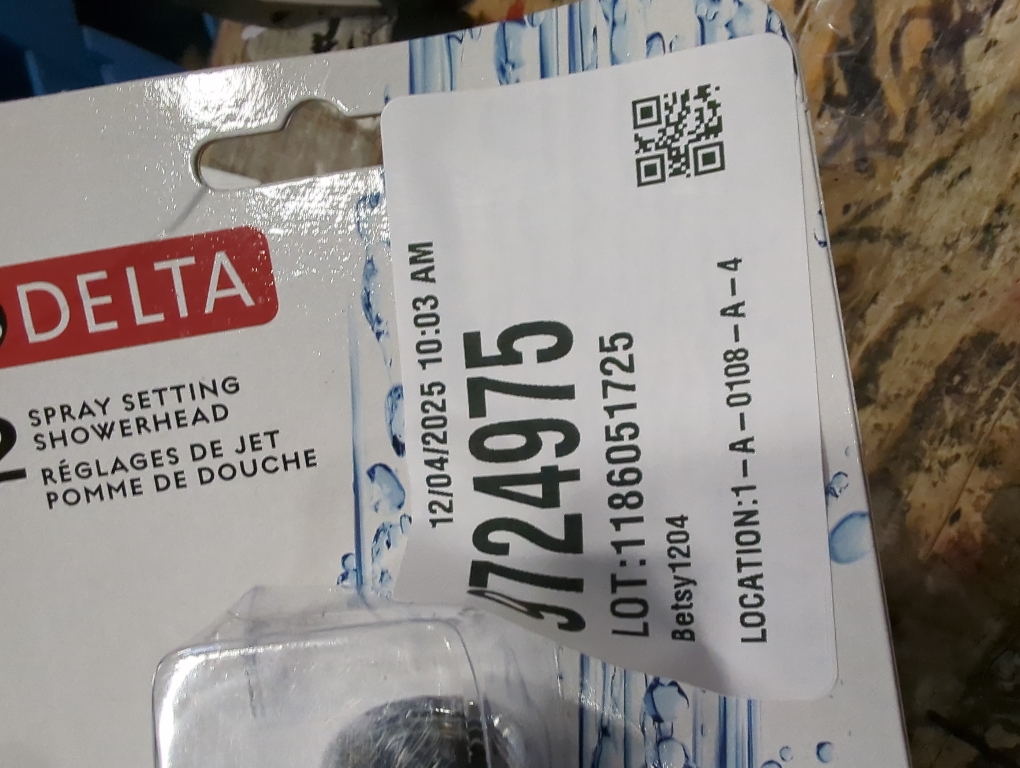 DELTA
SPRAY SETTING
SHOWERHEAD
RÉGLAGES DE JET
POMME DE DOUCHE
12/04/2025 10:03 AM
9724975
LOT:1186051725
Betsy1204
LOCATION:1-A-0108-A-4